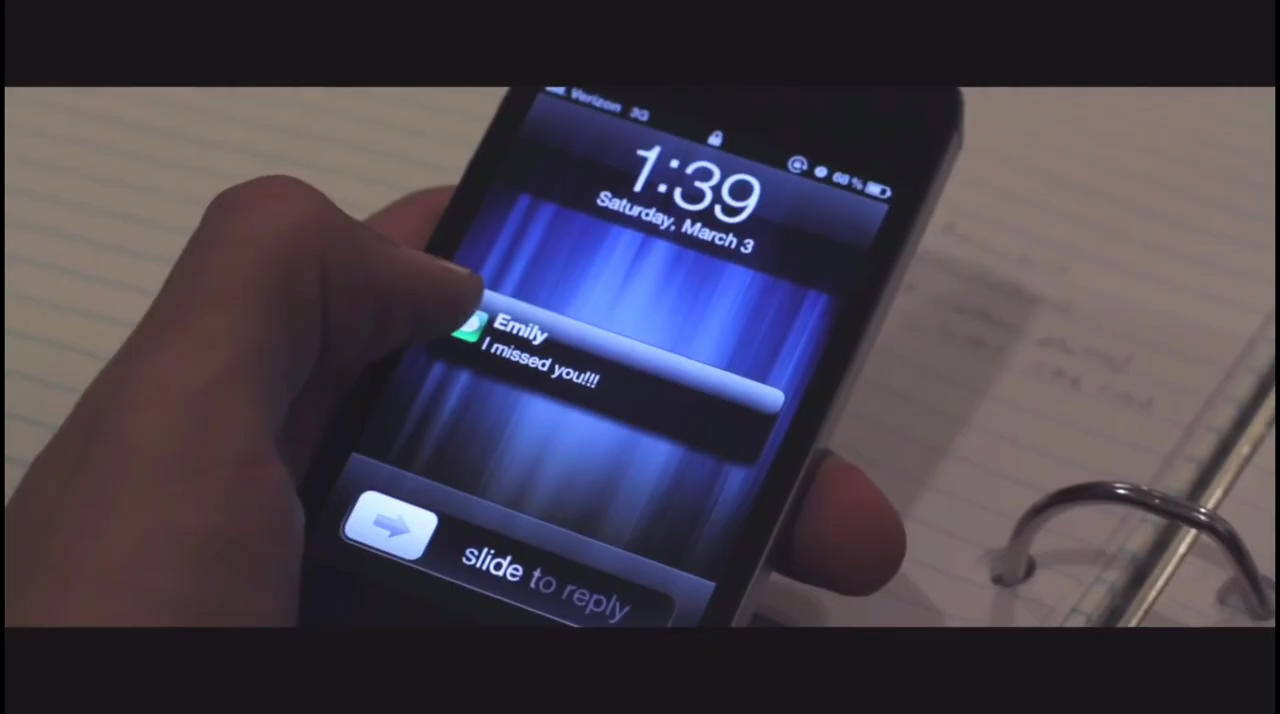 Verizon 3G 68%
1:39
Saturday, March 3
Emily
I missed you!!!
slide to reply